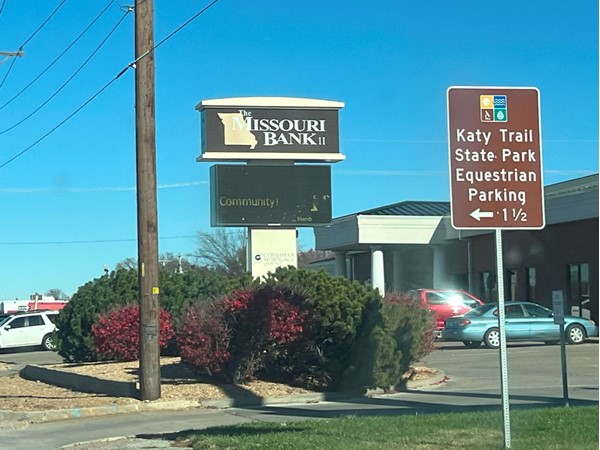 The
MISSOURI
BANK II
Community!
Katy Trail
State Park
Equestrian
Parking
← 1 1/2